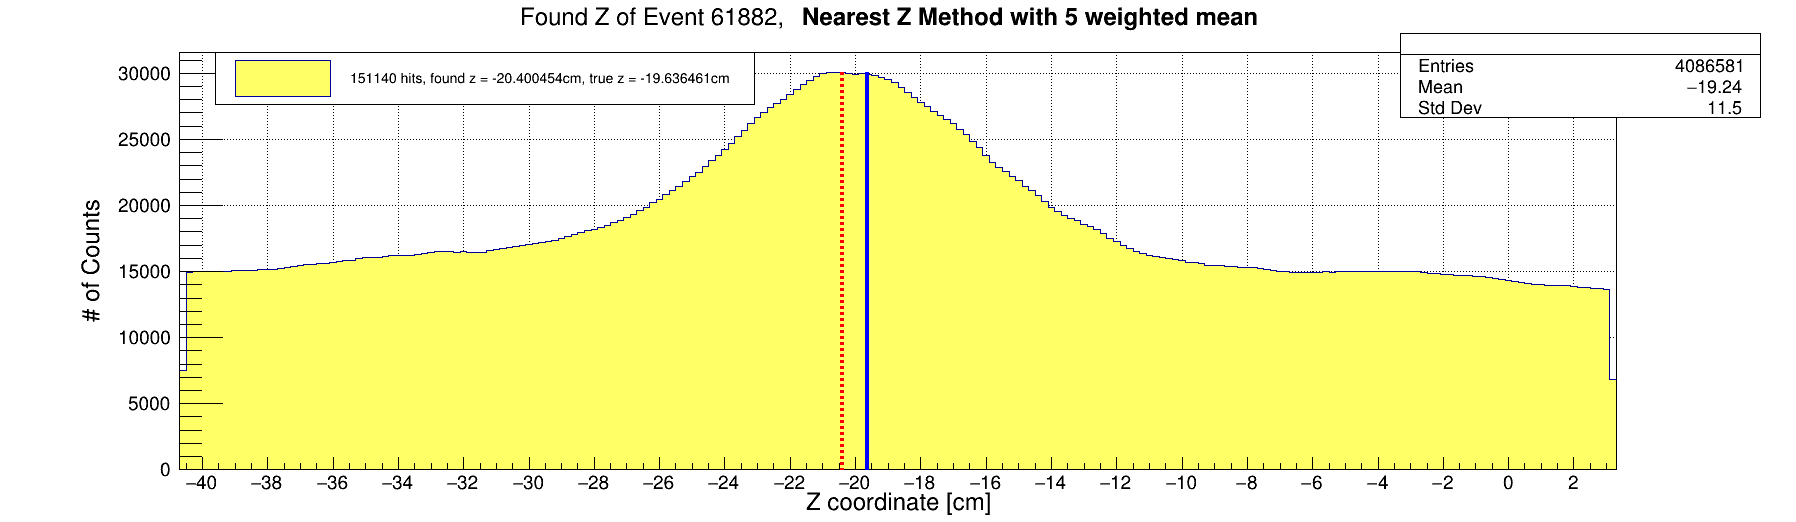 Found Z of Event 61882, Nearest Z Method with 5 weighted mean
151140 hits, found z = -20.400454cm, true z = -19.636461cm
Entries 4086581
Mean −19.24
Std Dev 11.5
# of Counts
30000
25000
20000
15000
10000
5000
0
−40 −38 −36 −34 −32 −30 −28 −26 −24 −22 −20 −18 −16 −14 −12 −10 −8 −6 −4 −2 0 2
Z coordinate [cm]